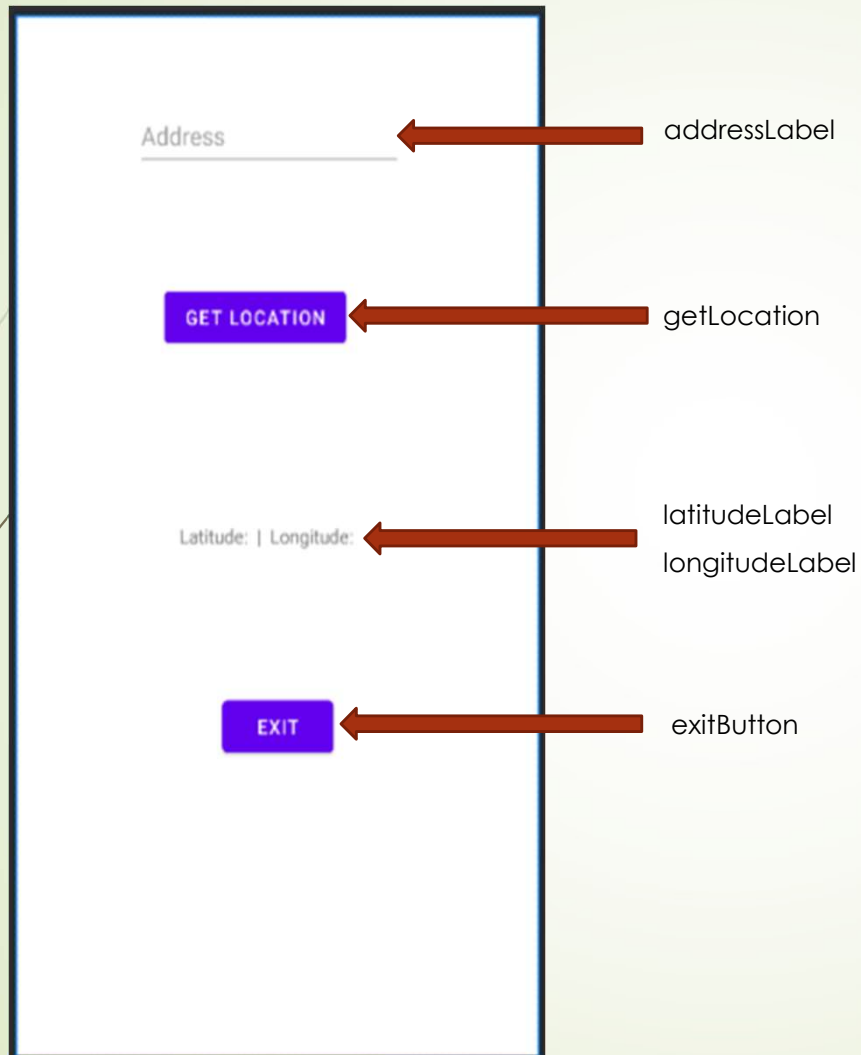 Address
addressLabel
GET LOCATION
getLocation
Latitude: | Longitude:
latitudeLabel
longitudeLabel
EXIT
exitButton